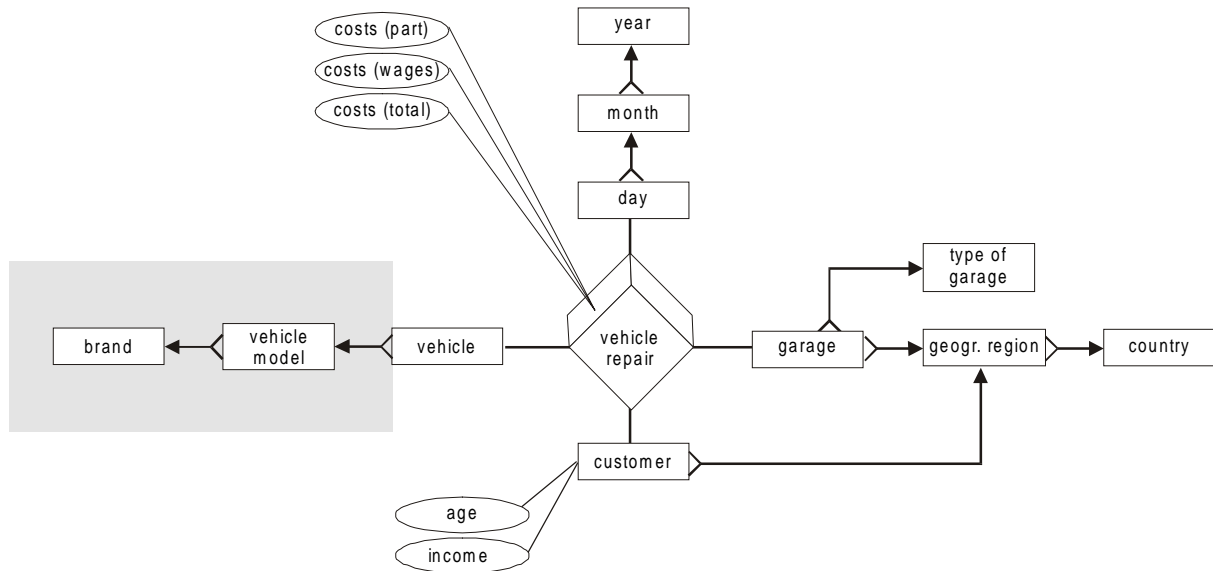 costs (part)
costs (wages)
costs (total)
year
month
day
type of
garage
brand
vehicle
model
vehicle
vehicle
repair
garage
geogr. region
country
customer
age
income